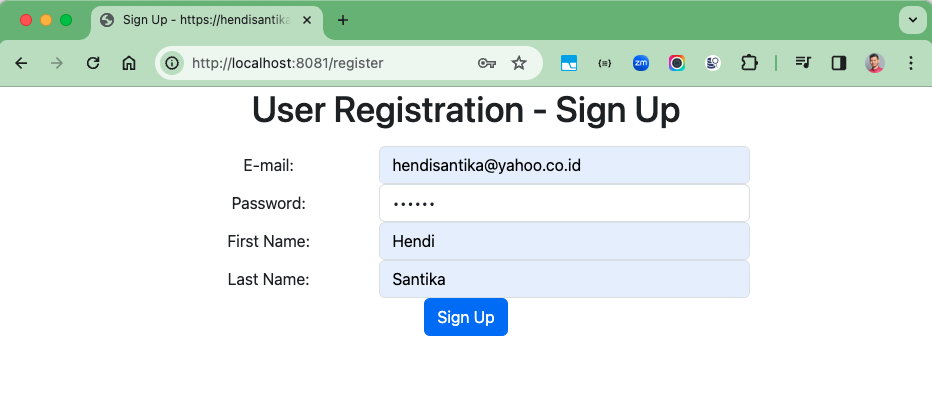 Sign Up - https://hendisantika
http://localhost:8081/register
zm
User Registration - Sign Up
E-mail: hendisantika@yahoo.co.id
Password: ••••••
First Name: Hendi
Last Name: Santika
Sign Up